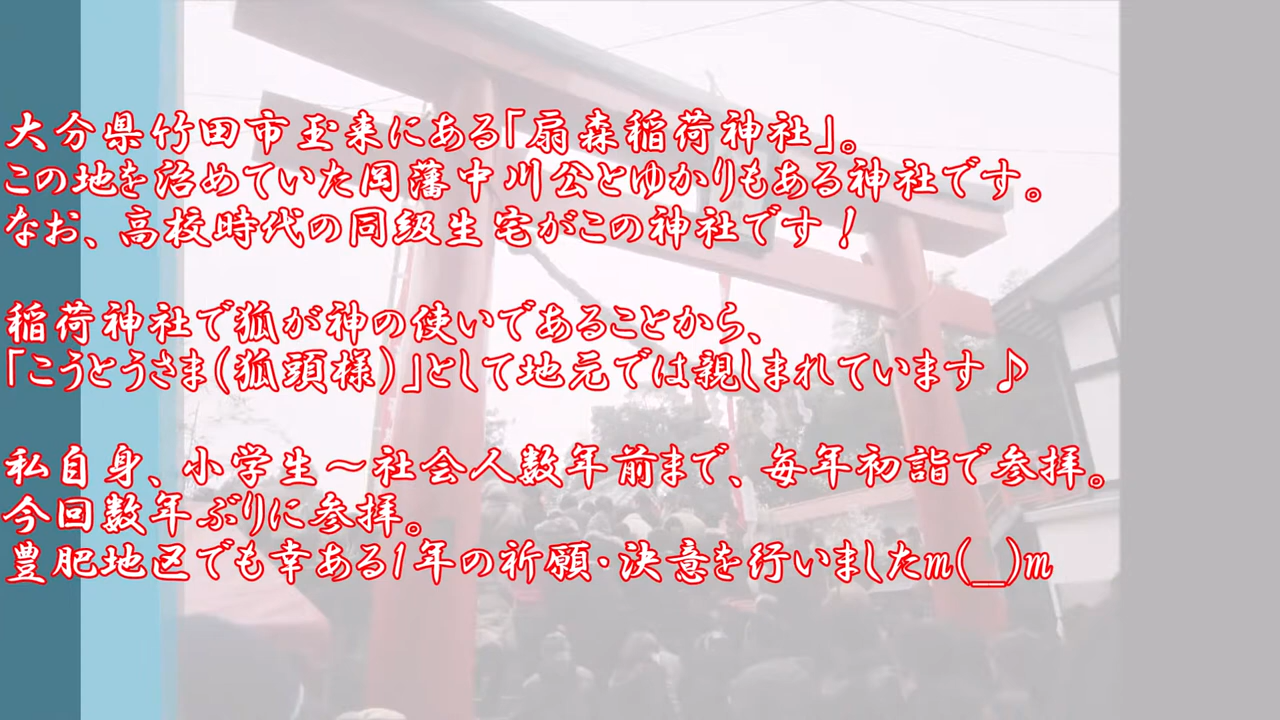 大分県竹田市玉来にある「扇森稲荷神社」。
この地を治めていた岡藩中川公とゆかりもある神社です。
なお、高校時代の同級生宅がこの神社です！
稲荷神社で狐が神の使いであることから、
「こうとうさま(狐頭様)」として地元では親しまれています♪
私自身、小学生～社会人数年前まで、毎年初詣で参拝。
今回数年ぶりに参拝。
豊肥地区でも幸ある1年の祈願・決意を行いましたm(__)m